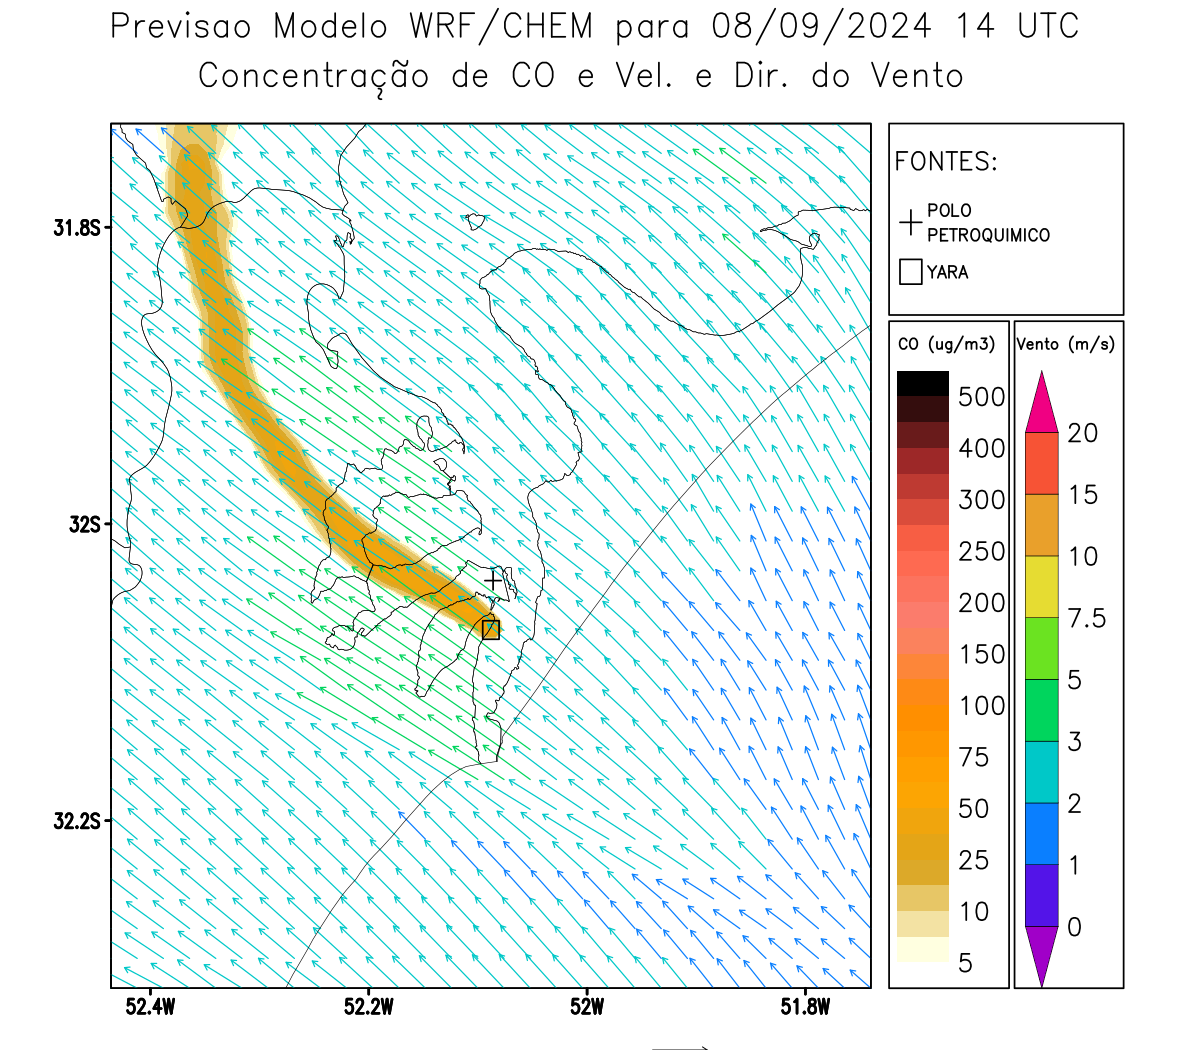 Previsao Modelo WRF/CHEM para 08/09/2024 14 UTC
Concentração de CO e Vel. e Dir. do Vento
FONTES:
POLO
PETROQUIMICO
YARA
CO (ug/m3)
500
400
300
250
200
150
100
75
50
25
10
5
Vento (m/s)
20
15
10
7.5
5
3
2
1
0
31.8S
32S
32.2S
52.4W
52.2W
52W
51.8W